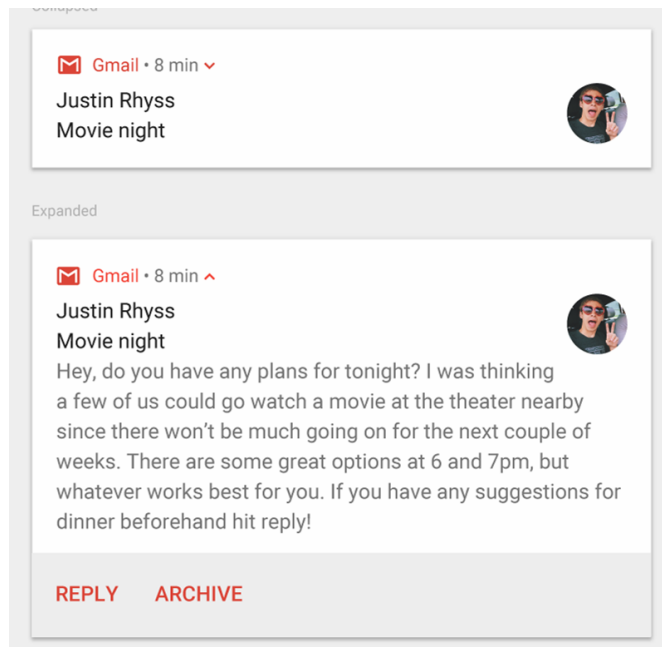 Collapsed
Gmail • 8 min
Justin Rhyss
Movie night
Expanded
Gmail • 8 min
Justin Rhyss
Movie night
Hey, do you have any plans for tonight? I was thinking
a few of us could go watch a movie at the theater nearby
since there won’t be much going on for the next couple of
weeks. There are some great options at 6 and 7pm, but
whatever works best for you. If you have any suggestions for
dinner beforehand hit reply!
REPLY ARCHIVE